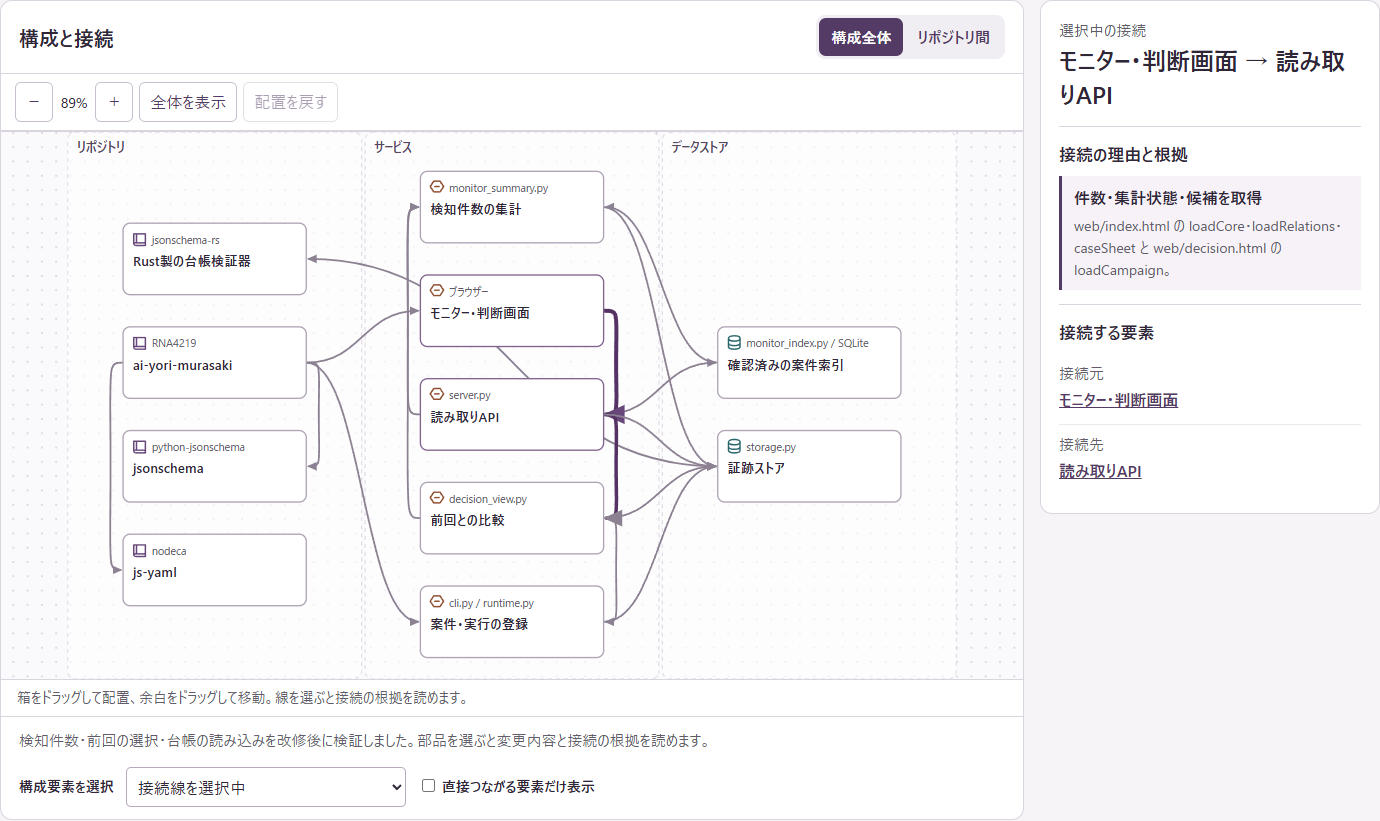 構成と接続
構成全体
リポジトリ間
−
89%
+
全体を表示
配置を戻す
リポジトリ
サービス
データストア
monitor_summary.py
検知件数の集計
jsonschema-rs
Rust製の台帳検証器
ブラウザー
モニター・判断画面
RNA4219
ai-yori-murasaki
monitor_index.py / SQLite
確認済みの案件索引
server.py
読み取りAPI
python-jsonschema
jsonschema
storage.py
証跡ストア
decision_view.py
前回との比較
nodeca
js-yaml
cli.py / runtime.py
案件・実行の登録
箱をドラッグして配置、余白をドラッグして移動。線を選ぶと接続の根拠を読めます。
検知件数・前回の選択・台帳の読み込みを改修後に検証しました。部品を選ぶと変更内容と接続の根拠を読めます。
構成要素を選択
接続線を選択中
直接つながる要素だけ表示
選択中の接続
モニター・判断画面 → 読み取
りAPI
接続の理由と根拠
件数・集計状態・候補を取得
web/index.html の loadCore・loadRelations・
caseSheet と web/decision.html の
loadCampaign。
接続する要素
接続元
モニター・判断画面
接続先
読み取りAPI